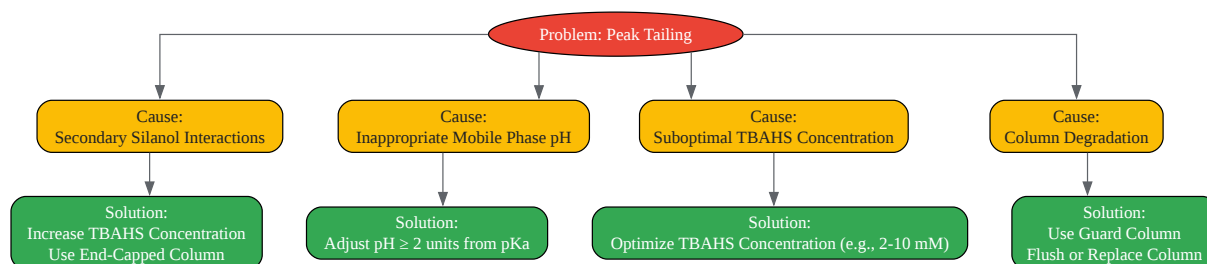 Problem: Peak Tailing
Cause:
Secondary Silanol Interactions
Cause:
Inappropriate Mobile Phase pH
Cause:
Suboptimal TBAHS Concentration
Cause:
Column Degradation
Solution:
Increase TBAHS Concentration
Use End-Capped Column
Solution:
Adjust pH ≥ 2 units from pKa
Solution:
Optimize TBAHS Concentration (e.g., 2-10 mM)
Solution:
Use Guard Column
Flush or Replace Column